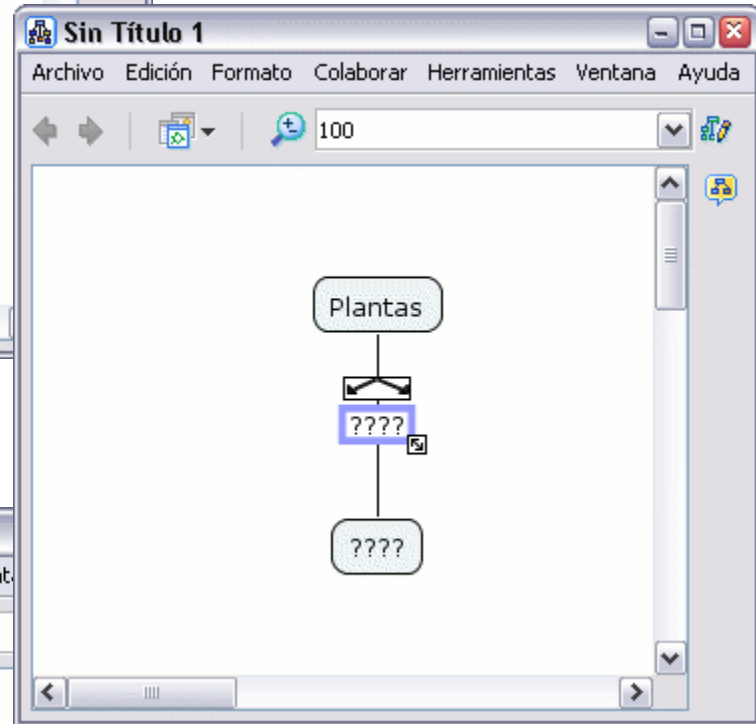 Sin Título 1
Archivo Edición Formato Colaborar Herramientas Ventana Ayuda
100
Plantas
????
????